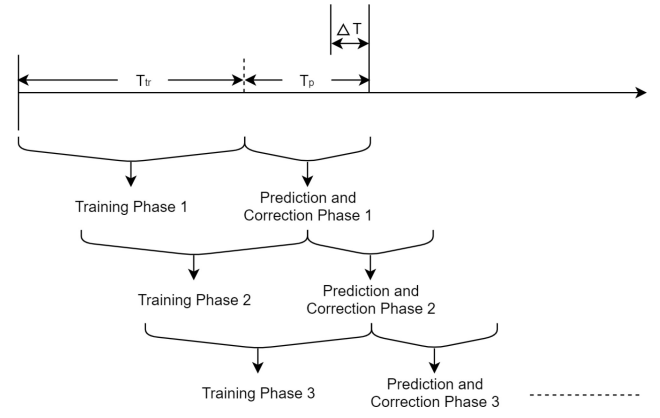 △T
Ttr
Tp
Training Phase 1
Prediction and
Correction Phase 1
Training Phase 2
Prediction and
Correction Phase 2
Training Phase 3
Prediction and
Correction Phase 3